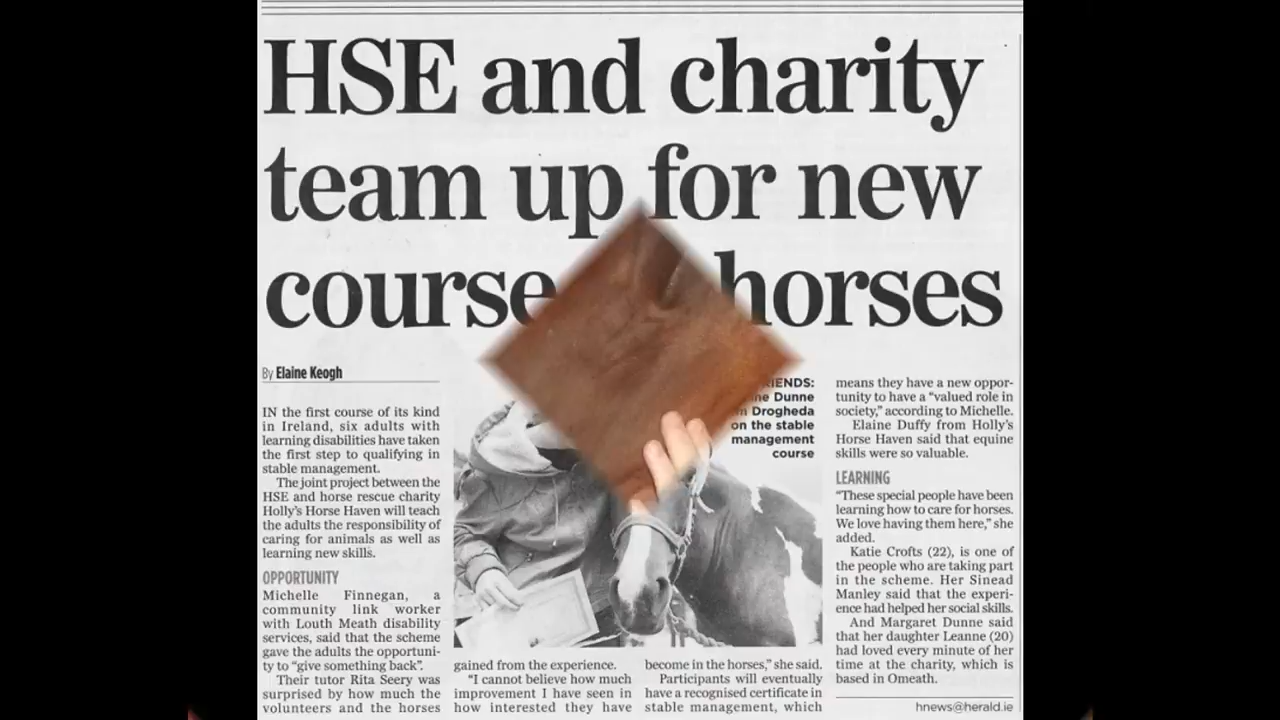 HSE and charity
team up for new
course horses
By Elaine Keogh
IN the first course of its kind
in Ireland, six adults with
learning disabilities have taken
the first step to qualifying in
stable management.
The joint project between the
HSE and horse rescue charity
Holly's Horse Haven will teach
the adults the responsibility of
caring for animals as well as
learning new skills.
OPPORTUNITY
Michelle Finnegan, a
community link worker
with Louth Meath disability
services, said that the scheme
gave the adults the opportuni-
ty to "give something back".
Their tutor Rita Seery was
surprised by how much the
volunteers and the horses
gained from the experience.
"I cannot believe how much
improvement I have seen in
how interested they have
Dunne
Drogheda
on the stable
management
course
become in the horses," she said.
Participants will eventually
have a recognised certificate in
stable management, which
means they have a new oppor-
tunity to have a "valued role in
society," according to Michelle.
Elaine Duffy from Holly's
Horse Haven said that equine
skills were so valuable.
LEARNING
"These special people have been
learning how to care for horses.
We love having them here," she
added.
Katie Crofts (22), is one of
the people who are taking part
in the scheme. Her Sinead
Manley said that the experi-
ence had helped her social skills.
And Margaret Dunne said
that her daughter Leanne (20)
had loved every minute of her
time at the charity, which is
based in Omeath.
hnews@herald.ie